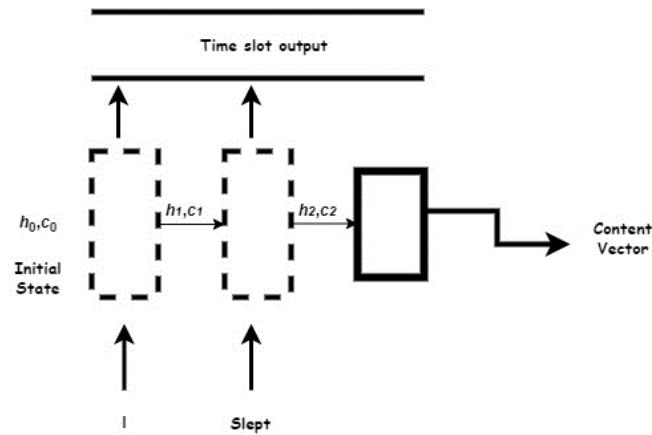 Time slot output
h₀,c₀
h₁,c₁
h₂,c₂
Content
Vector
Initial
State
I
Slept